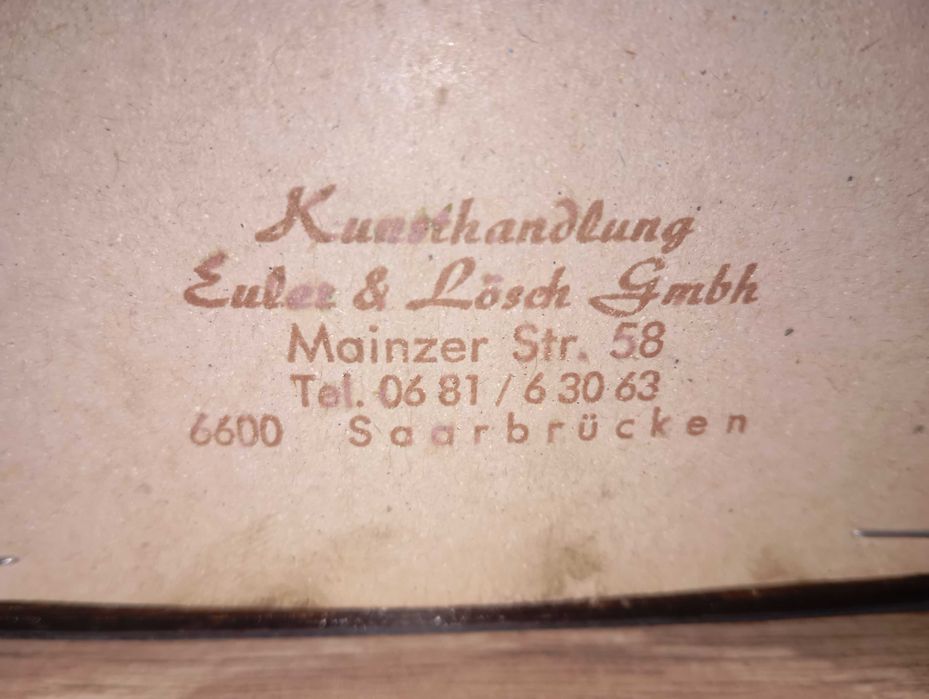 Kunsthandlung
Euler & Lösch Gmbh
Mainzer Str. 58
Tel. 06 81 / 6 30 63
6600 Saarbrücken